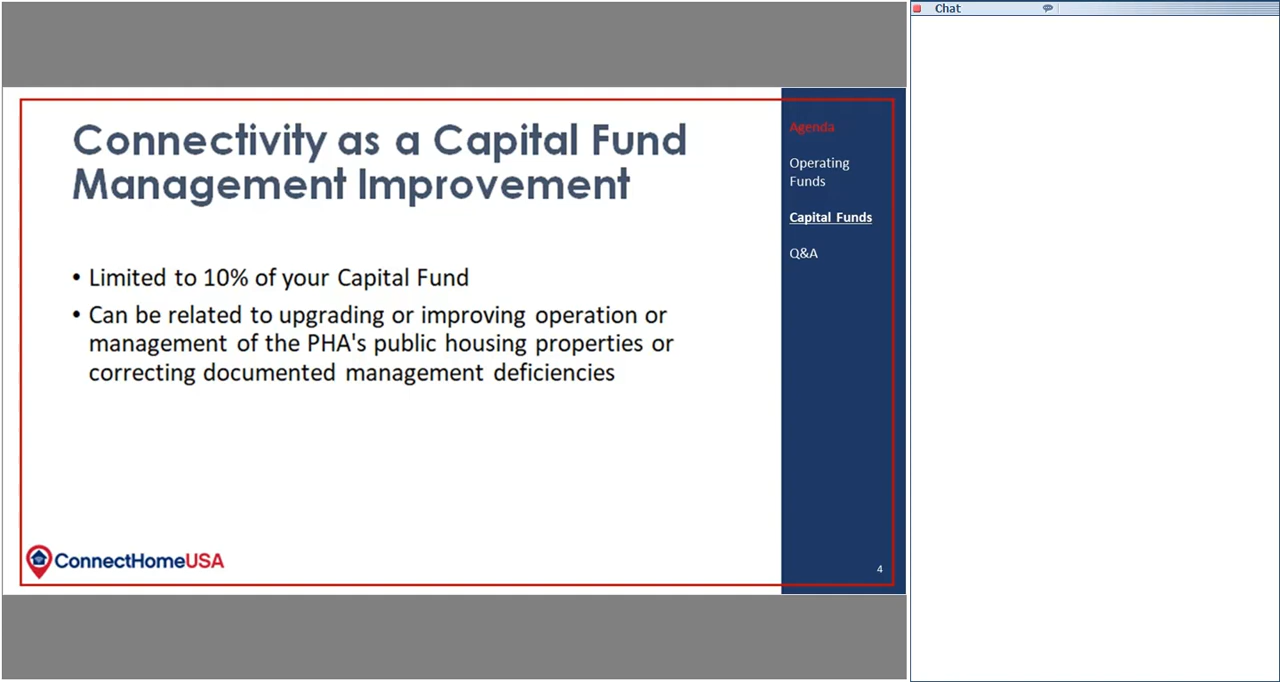 Chat
Connectivity as a Capital Fund
Management Improvement
• Limited to 10% of your Capital Fund
• Can be related to upgrading or improving operation or
management of the PHA's public housing properties or
correcting documented management deficiencies
ConnectHomeUSA
Agenda
Operating
Funds
Capital Funds
Q&A
4